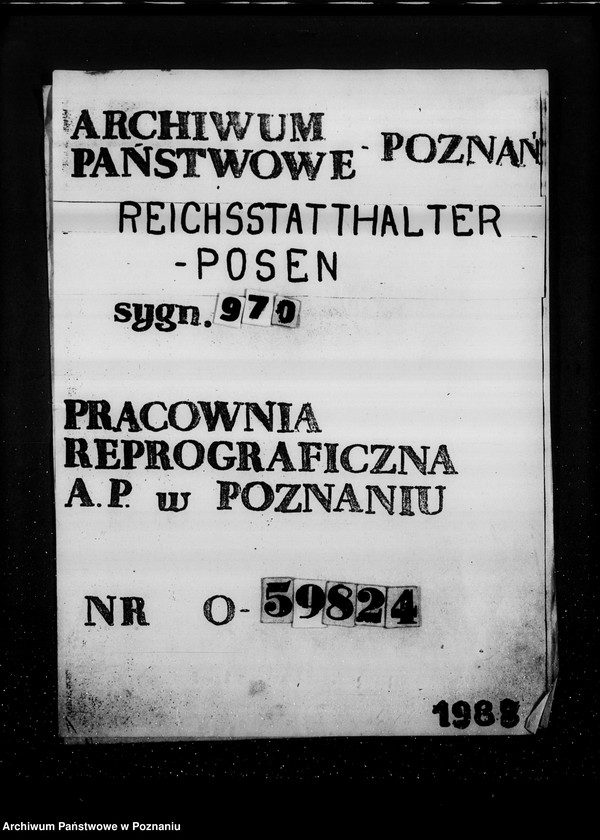 ARCHIWUM
PAŃSTWOWE - POZNAŃ
REICHSSTATTHALTER
-POSEN
sygn. 970
PRACOWNIA
REPROGRAFICZNA
A.P. w POZNANIU
NR O-59824
1988
Archiwum Państwowe w Poznaniu